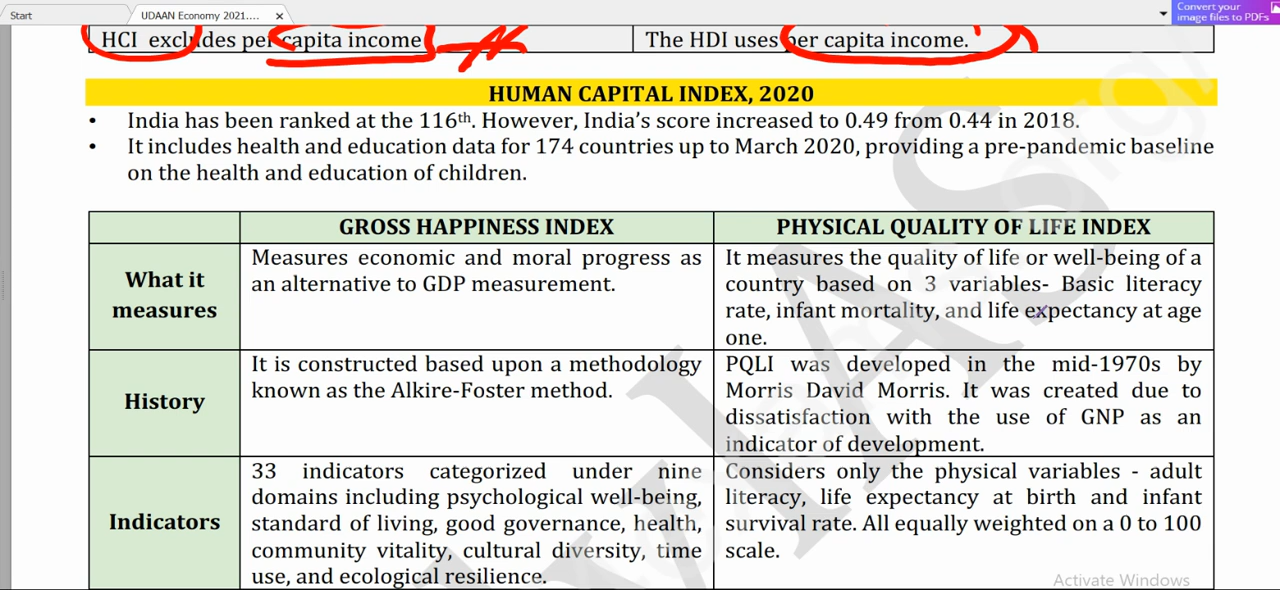 Start
UDAAN Economy 2021....
Convert your
image files to PDFs
HCI excludes per capita income
The HDI uses per capita income.
HUMAN CAPITAL INDEX, 2020
• India has been ranked at the 116th. However, India's score increased to 0.49 from 0.44 in 2018.
• It includes health and education data for 174 countries up to March 2020, providing a pre-pandemic baseline
on the health and education of children.
GROSS HAPPINESS INDEX
PHYSICAL QUALITY OF LIFE INDEX
What it
measures
Measures economic and moral progress as
an alternative to GDP measurement.
It measures the quality of life or well-being of a
country based on 3 variables- Basic literacy
rate, infant mortality, and life expectancy at age
one.
History
It is constructed based upon a methodology
known as the Alkire-Foster method.
PQLI was developed in the mid-1970s by
Morris David Morris. It was created due to
dissatisfaction with the use of GNP as an
indicator of development.
Indicators
33 indicators categorized under nine
domains including psychological well-being,
standard of living, good governance, health,
community vitality, cultural diversity, time
use, and ecological resilience.
Considers only the physical variables - adult
literacy, life expectancy at birth and infant
survival rate. All equally weighted on a 0 to 100
scale.
Activate Windows